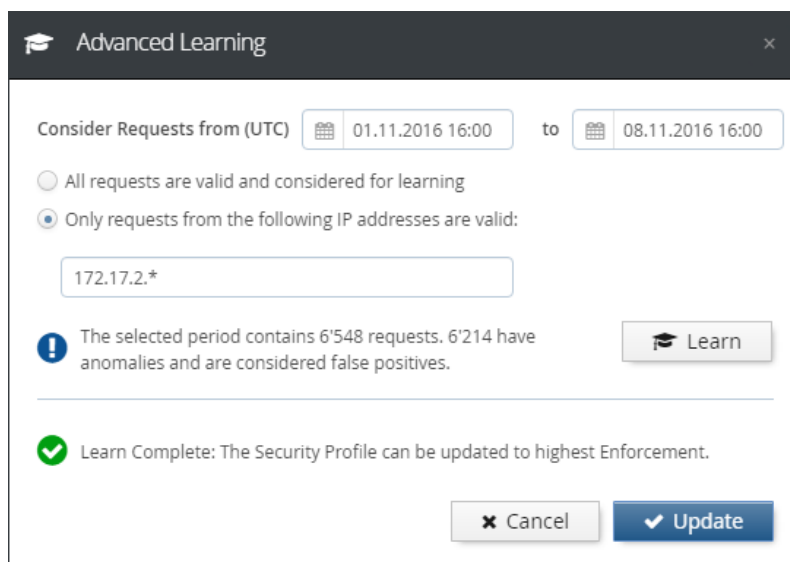 Advanced Learning ×
Consider Requests from (UTC) 01.11.2016 16:00 to 08.11.2016 16:00
All requests are valid and considered for learning
Only requests from the following IP addresses are valid:
172.17.2.*
The selected period contains 6'548 requests. 6'214 have
anomalies and are considered false positives.
Learn
Learn Complete: The Security Profile can be updated to highest Enforcement.
Cancel Update